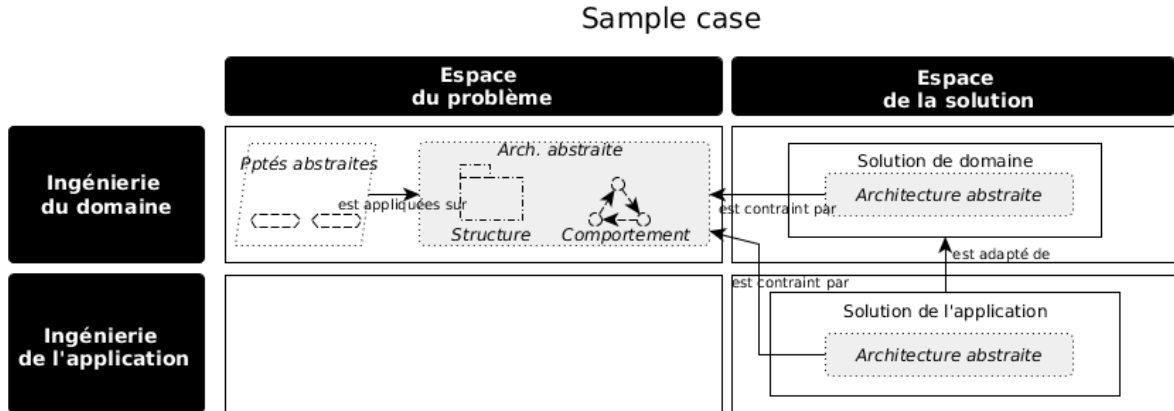 Sample case
Espace
du problème
Espace
de la solution
Ingénierie
du domaine
Pptés abstraites
est appliquées sur
Arch. abstraite
Structure
Comportement
est contraint par
Solution de domaine
Architecture abstraite
est adapté de
est contraint par
Ingénierie
de l'application
Solution de l'application
Architecture abstraite